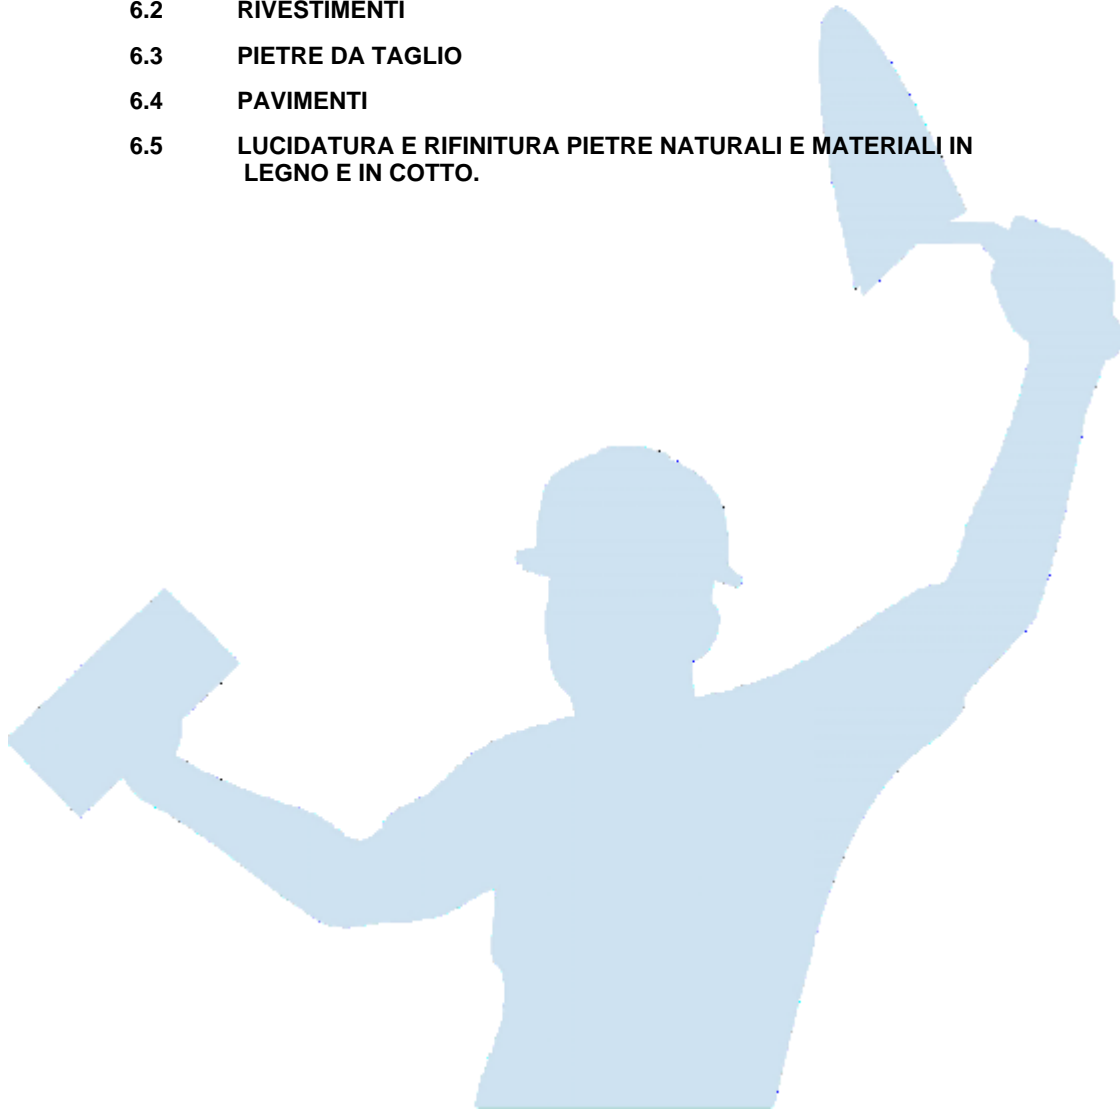 6.2 RIVESTIMENTI
6.3 PIETRE DA TAGLIO
6.4 PAVIMENTI
6.5 LUCIDATURA E RIFINITURA PIETRE NATURALI E MATERIALI IN
LEGNO E IN COTTO.